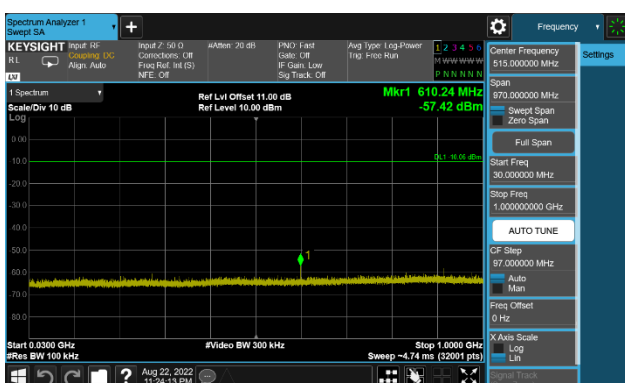 Spectrum Analyzer 1
Swept SA
Frequency
KEYSIGHT
Input: RF
Input Z: 50 Ω
#Atten: 20 dB
PNO: Fast
Avg Type: Log-Power
1 2 3 4 5 6
RL
Coupling: DC
Corrections: Off
Gate: Off
Trig: Free Run
M W W W W W
Align: Auto
Freq Ref: Int (S)
IF Gain: Low
NFE: Off
Sig Track: Off
P N N N N N
LXI
1 Spectrum
Scale/Div 10 dB
Log
Ref Lvl Offset 11.00 dB
Ref Level 10.00 dBm
Mkr1 610.24 MHz
-57.42 dBm
0.00
-10.0
-20.0
-30.0
-40.0
-50.0
-60.0
-70.0
-80.0
1
Start 0.0300 GHz
#Res BW 100 kHz
#Video BW 300 kHz
Stop 1.0000 GHz
Sweep ~4.74 ms (32001 pts)
?
Aug 22, 2022
11:24:13 PM
Center Frequency
515.000000 MHz
Settings
Span
970.000000 MHz
Swept Span
Zero Span
Full Span
Start Freq
30.000000 MHz
Stop Freq
1.000000000 GHz
AUTO TUNE
CF Step
97.000000 MHz
Auto
Man
Freq Offset
0 Hz
X Axis Scale
Log
Lin
Signal Track